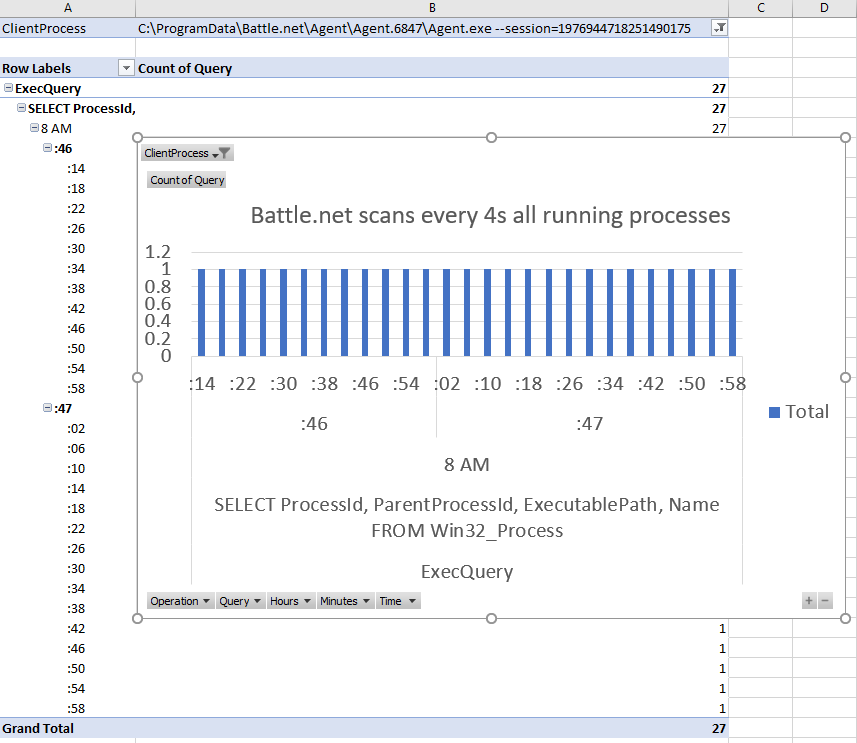 A B C D
ClientProcess C:\ProgramData\Battle.net\Agent\Agent.6847\Agent.exe --session=1976944718251490175
Row Labels Count of Query
ExecQuery 27
SELECT ProcessId, 27
8 AM 27
:46
:14
:18
:22
:26
:30
:34
:38
:42
:46
:50
:54
:58
:47
:02
:06
:10
:14
:18
:22
:26
:30
:34
:38
:42 1
:46 1
:50 1
:54 1
:58 1
Grand Total 27
ClientProcess
Count of Query
Battle.net scans every 4s all running processes
1.2
1
0.8
0.6
0.4
0.2
0
:14 :22 :30 :38 :46 :54 :02 :10 :18 :26 :34 :42 :50 :58
:46 :47
8 AM
SELECT ProcessId, ParentProcessId, ExecutablePath, Name
FROM Win32_Process
ExecQuery
Total
Operation Query Hours Minutes Time + −